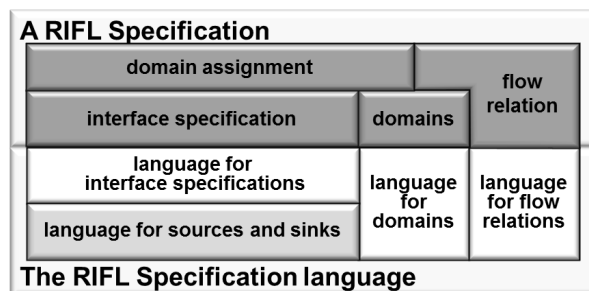 A RIFL Specification
domain assignment
flow
relation
interface specification
domains
language for
interface specifications
language
for
domains
language
for flow
relations
language for sources and sinks
The RIFL Specification language